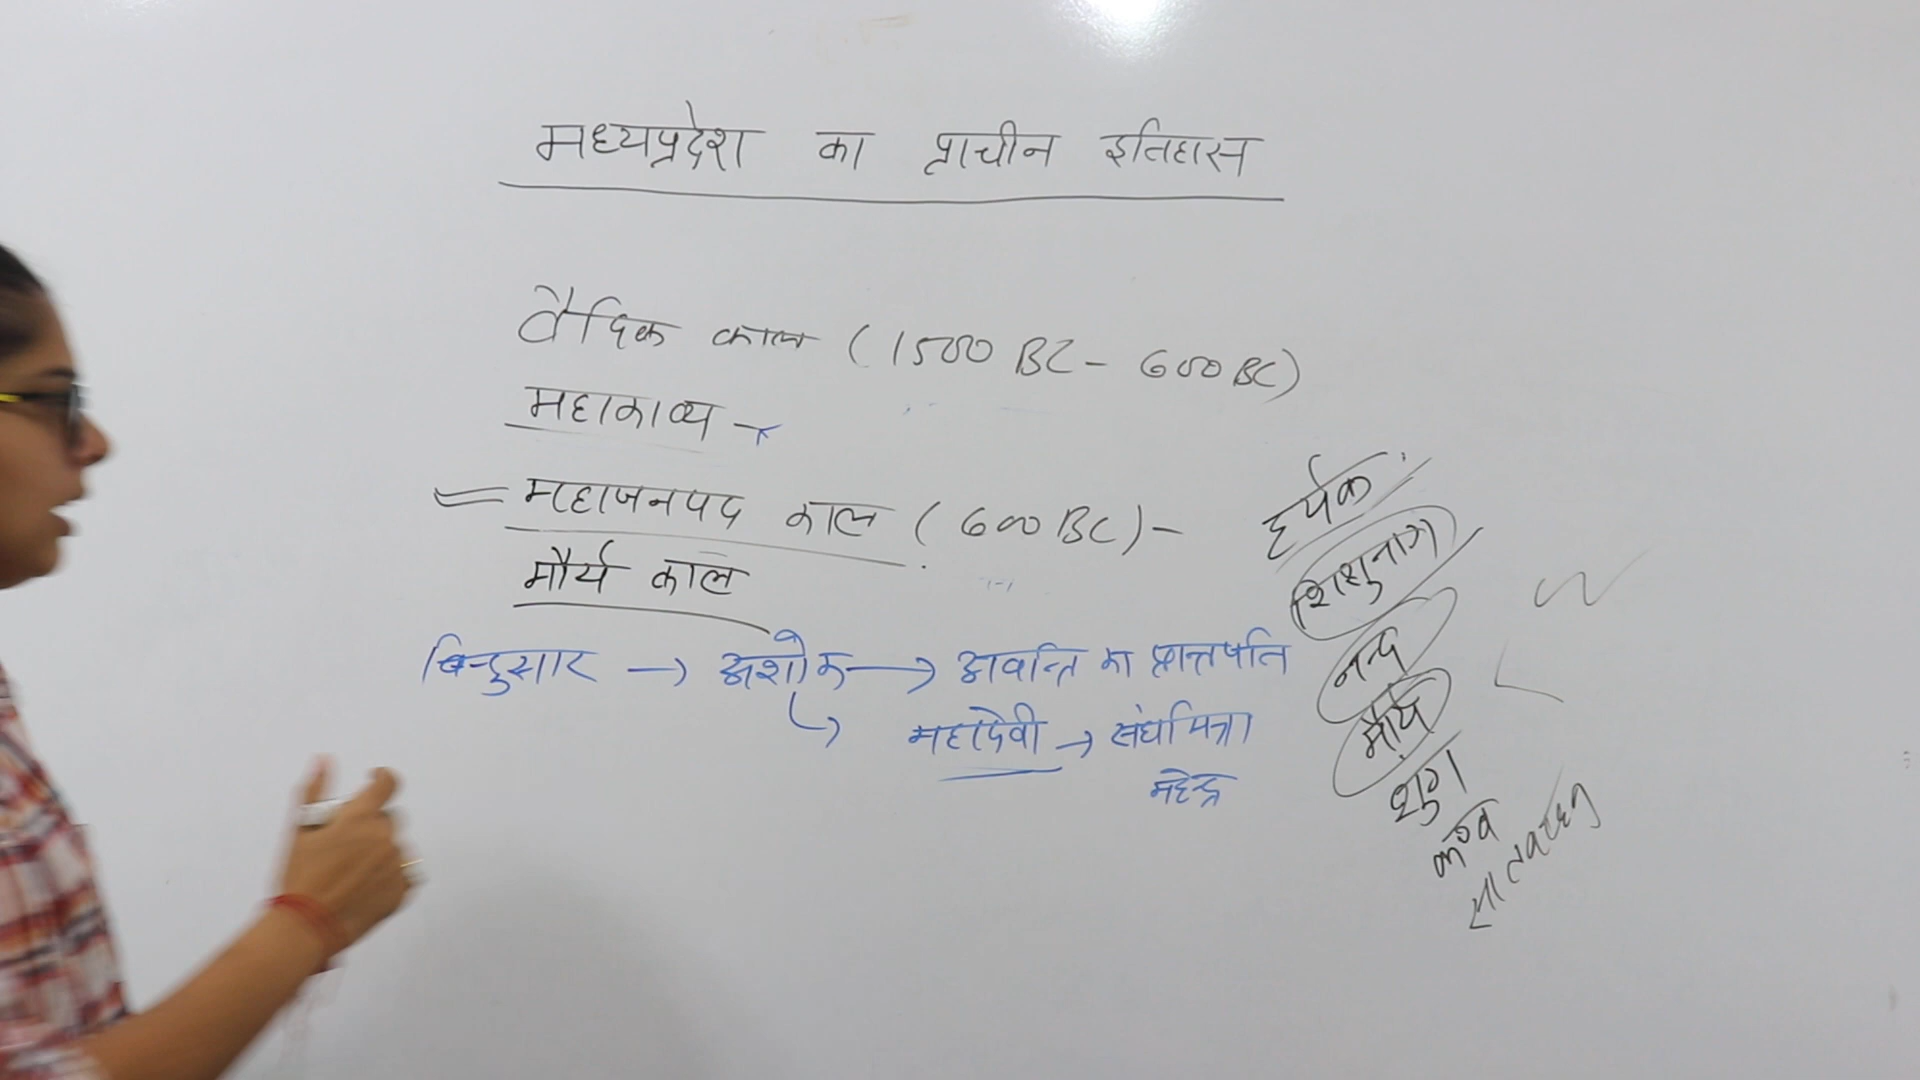 मध्यप्रदेश का प्राचीन इतिहास
वैदिक काल (1500 BC - 600 BC)
महाकाव्य -
महाजनपद काल (600 BC) -
मौर्य काल
बिन्दुसार → अशोक → अवन्ति का प्रान्तपति
महादेवी → संघमित्रा
महेन्द्र
हर्यक
शिशुनाग
नन्द
मौर्य
शुंग
कण्व
सातवाहन